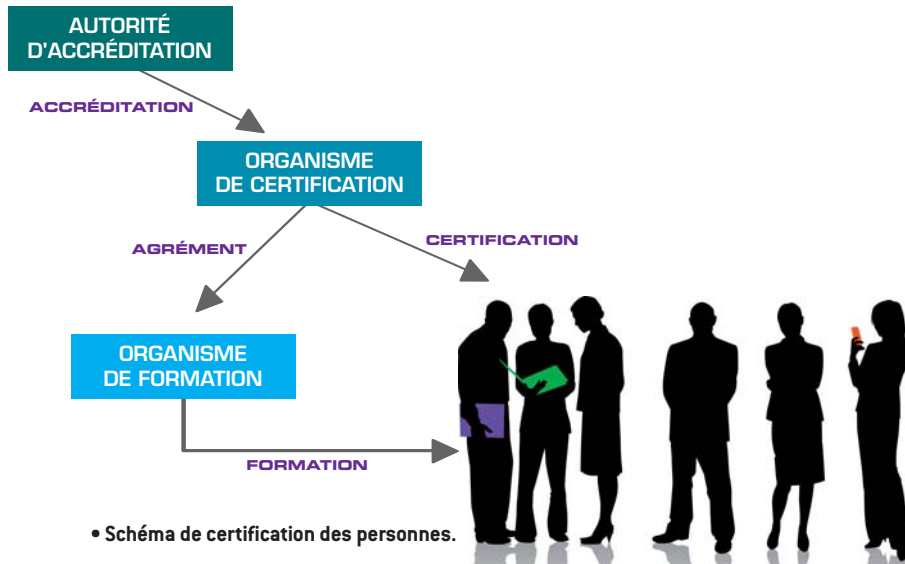 AUTORITÉ
D'ACCRÉDITATION
ACCRÉDITATION
ORGANISME
DE CERTIFICATION
AGRÉMENT
CERTIFICATION
ORGANISME
DE FORMATION
FORMATION
• Schéma de certification des personnes.